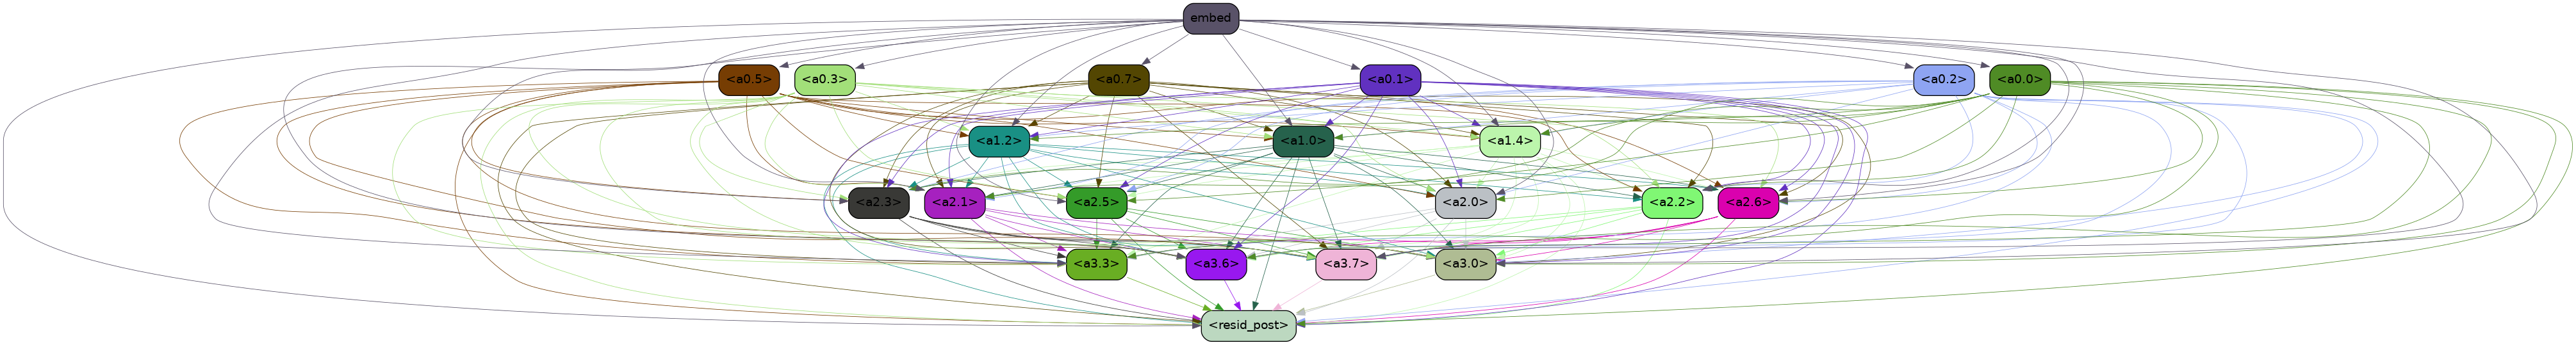 embed
<a0.5> <a0.3> <a0.7> <a0.1> <a0.2> <a0.0>
<a1.2> <a1.0> <a1.4>
<a2.3> <a2.1> <a2.5> <a2.0> <a2.2> <a2.6>
<a3.3> <a3.6> <a3.7> <a3.0>
<resid_post>